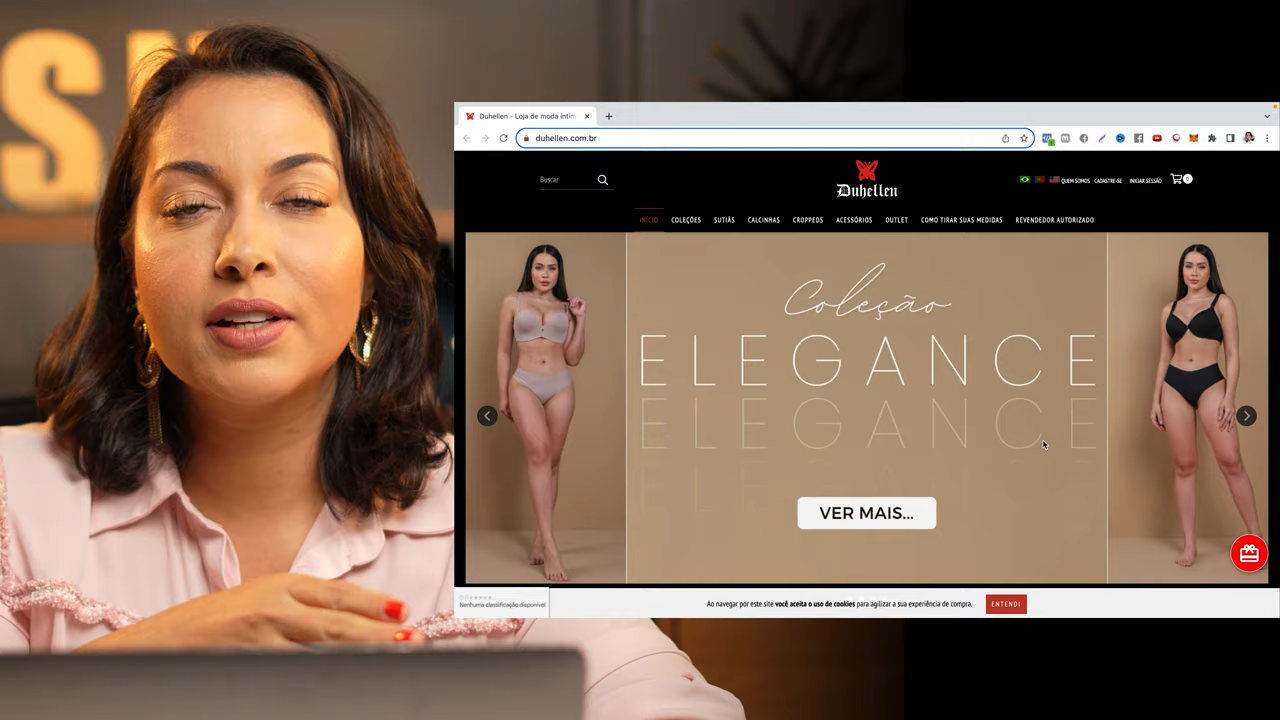 Duhellen - Loja de moda íntim
duhellen.com.br
Buscar
Duhellen
QUEM SOMOS CADASTRE-SE INICIAR SESSÃO 0
INÍCIO COLEÇÕES SUTIÃS CALCINHAS CROPPEDS ACESSÓRIOS OUTLET COMO TIRAR SUAS MEDIDAS REVENDEDOR AUTORIZADO
Coleção
ELEGANCE
ELEGANCE
VER MAIS...
Nenhuma classificação disponível
Ao navegar por este site você aceita o uso de cookies para agilizar a sua experiência de compra. ENTENDI